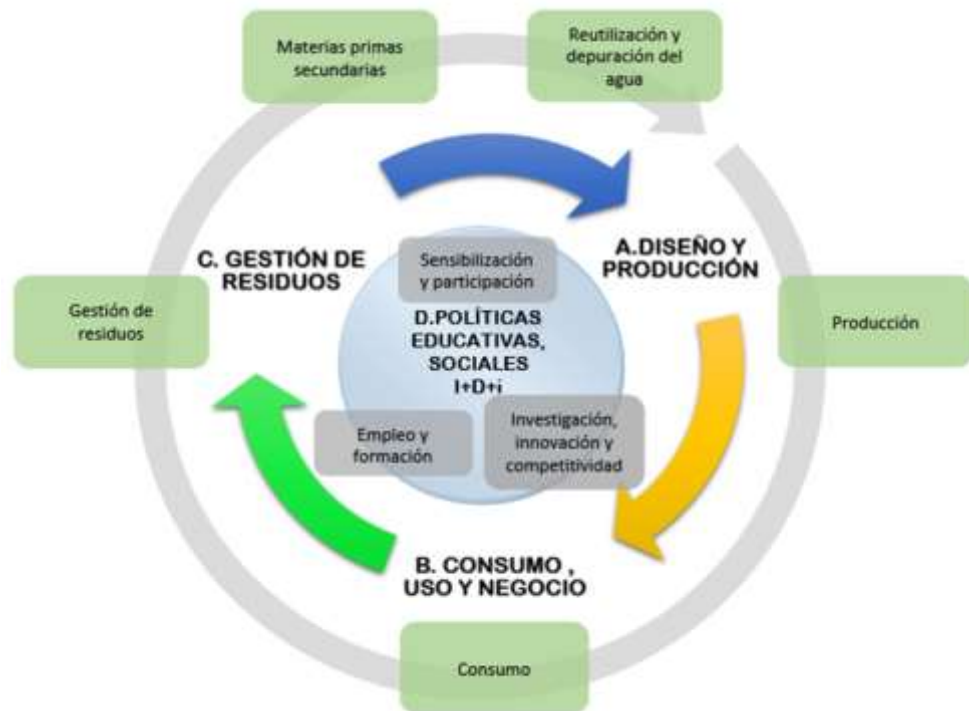 Materias primas
secundarias
Reutilización y
depuración del
agua
C. GESTIÓN DE
RESIDUOS
Sensibilización
y participación
A.DISEÑO Y
PRODUCCIÓN
Gestión de
residuos
D.POLÍTICAS
EDUCATIVAS,
SOCIALES
I+D+i
Producción
Empleo y
formación
Investigación,
innovación y
competitividad
B. CONSUMO ,
USO Y NEGOCIO
Consumo